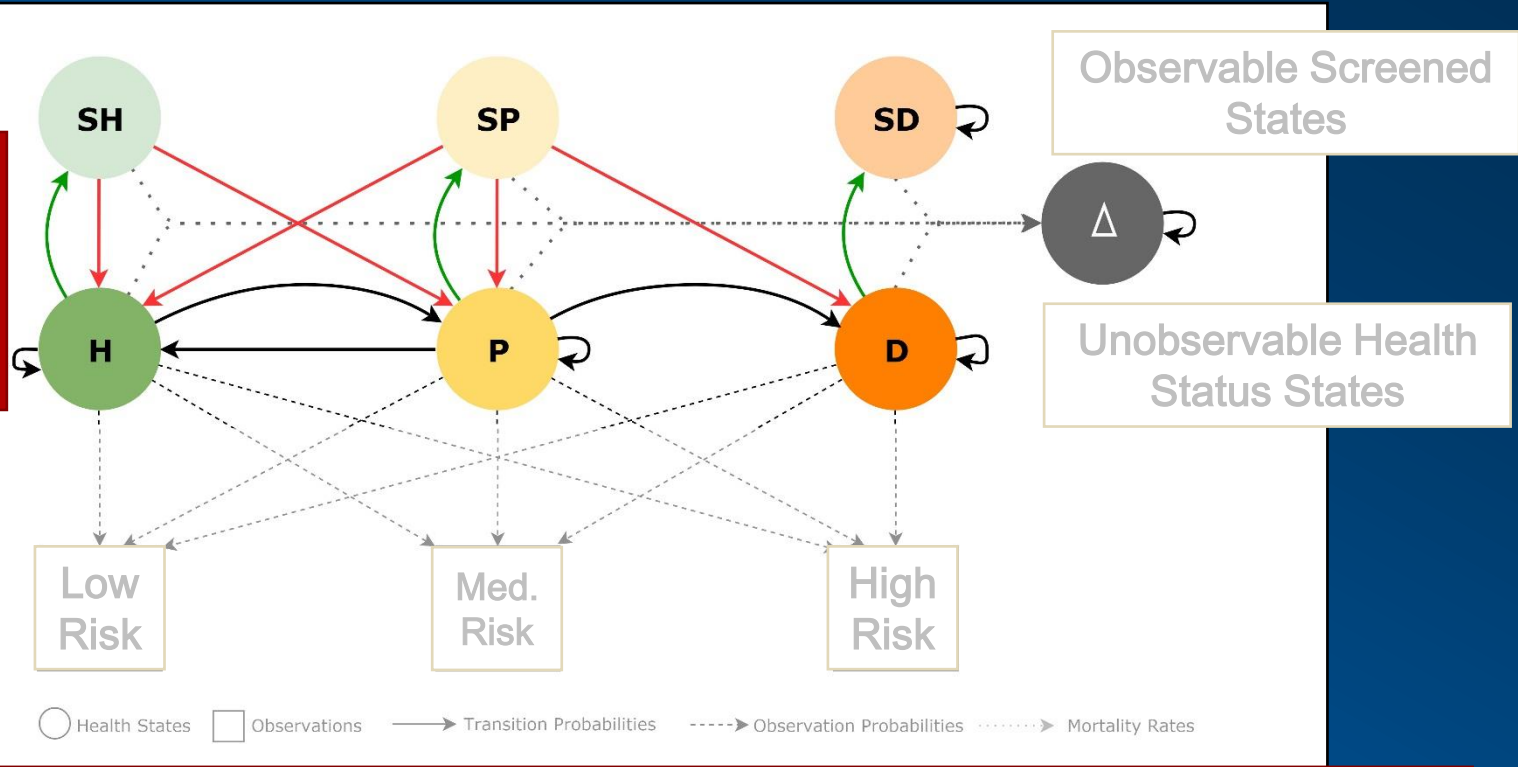 SH
SP
SD
Observable Screened
States
Δ
H
P
D
Unobservable Health
Status States
Low
Risk
Med.
Risk
High
Risk
Health States
Observations
Transition Probabilities
Observation Probabilities
Mortality Rates